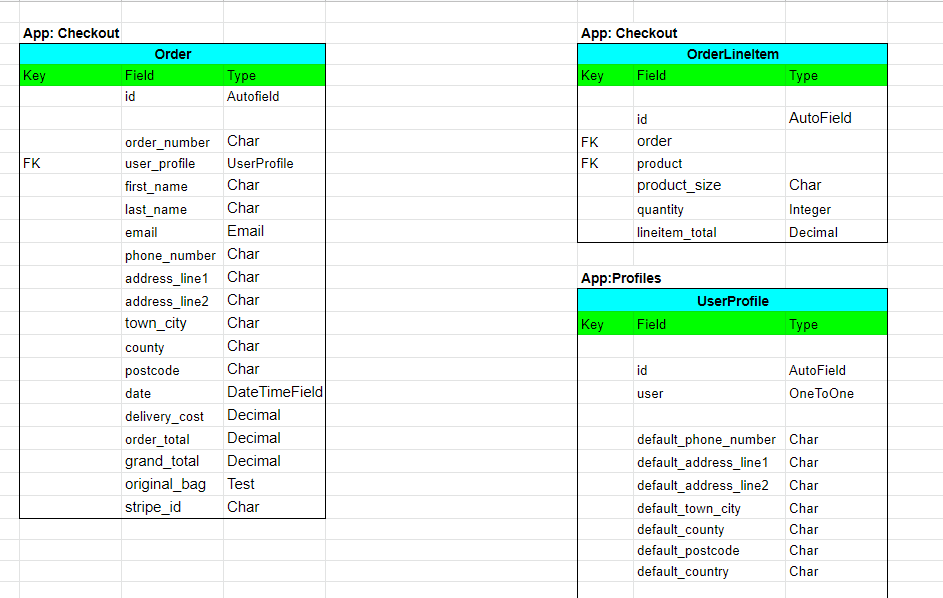 App: Checkout
Order
Key Field Type
id Autofield
order_number Char
FK user_profile UserProfile
first_name Char
last_name Char
email Email
phone_number Char
address_line1 Char
address_line2 Char
town_city Char
county Char
postcode Char
date DateTimeField
delivery_cost Decimal
order_total Decimal
grand_total Decimal
original_bag Test
stripe_id Char
App: Checkout
OrderLineItem
Key Field Type
id AutoField
FK order
FK product
product_size Char
quantity Integer
lineitem_total Decimal
App:Profiles
UserProfile
Key Field Type
id AutoField
user OneToOne
default_phone_number Char
default_address_line1 Char
default_address_line2 Char
default_town_city Char
default_county Char
default_postcode Char
default_country Char